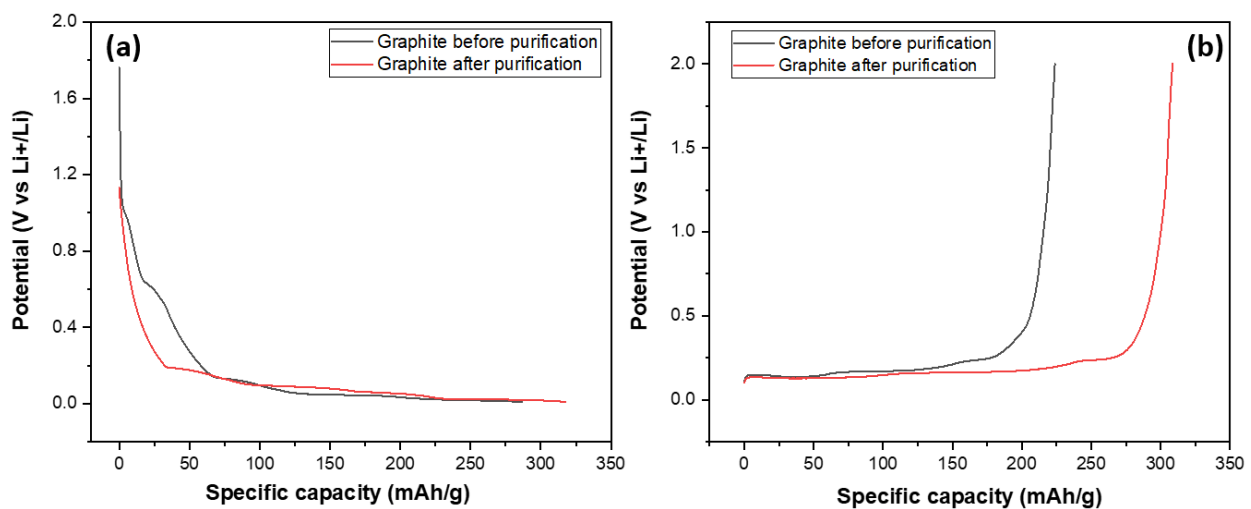 (a)
Graphite before purification
Graphite after purification
2.0
1.6
1.2
0.8
0.4
0.0
Potential (V vs Li+/Li)
0 50 100 150 200 250 300 350
Specific capacity (mAh/g)
(b)
Graphite before purification
Graphite after purification
2.0
1.5
1.0
0.5
0.0
Potential (V vs Li+/Li)
0 50 100 150 200 250 300 350
Specific capacity (mAh/g)